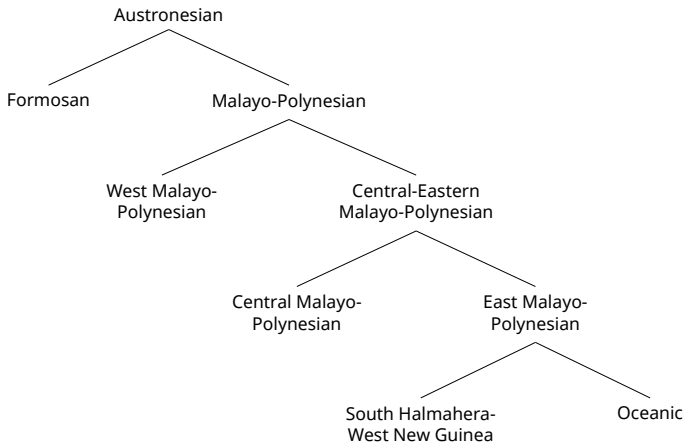 Austronesian
Formosan
Malayo-Polynesian
West Malayo-
Polynesian
Central-Eastern
Malayo-Polynesian
Central Malayo-
Polynesian
East Malayo-
Polynesian
South Halmahera-
West New Guinea
Oceanic